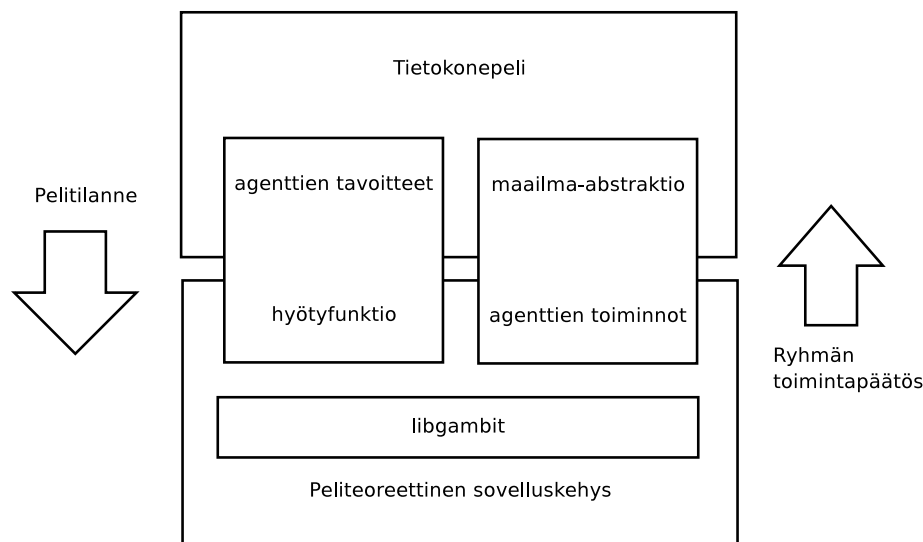 Tietokonepeli
agenttien tavoitteet
maailma-abstraktio
Pelitilanne
hyötyfunktio
agenttien toiminnot
Ryhmän
toimintapäätös
libgambit
Peliteoreettinen sovelluskehys